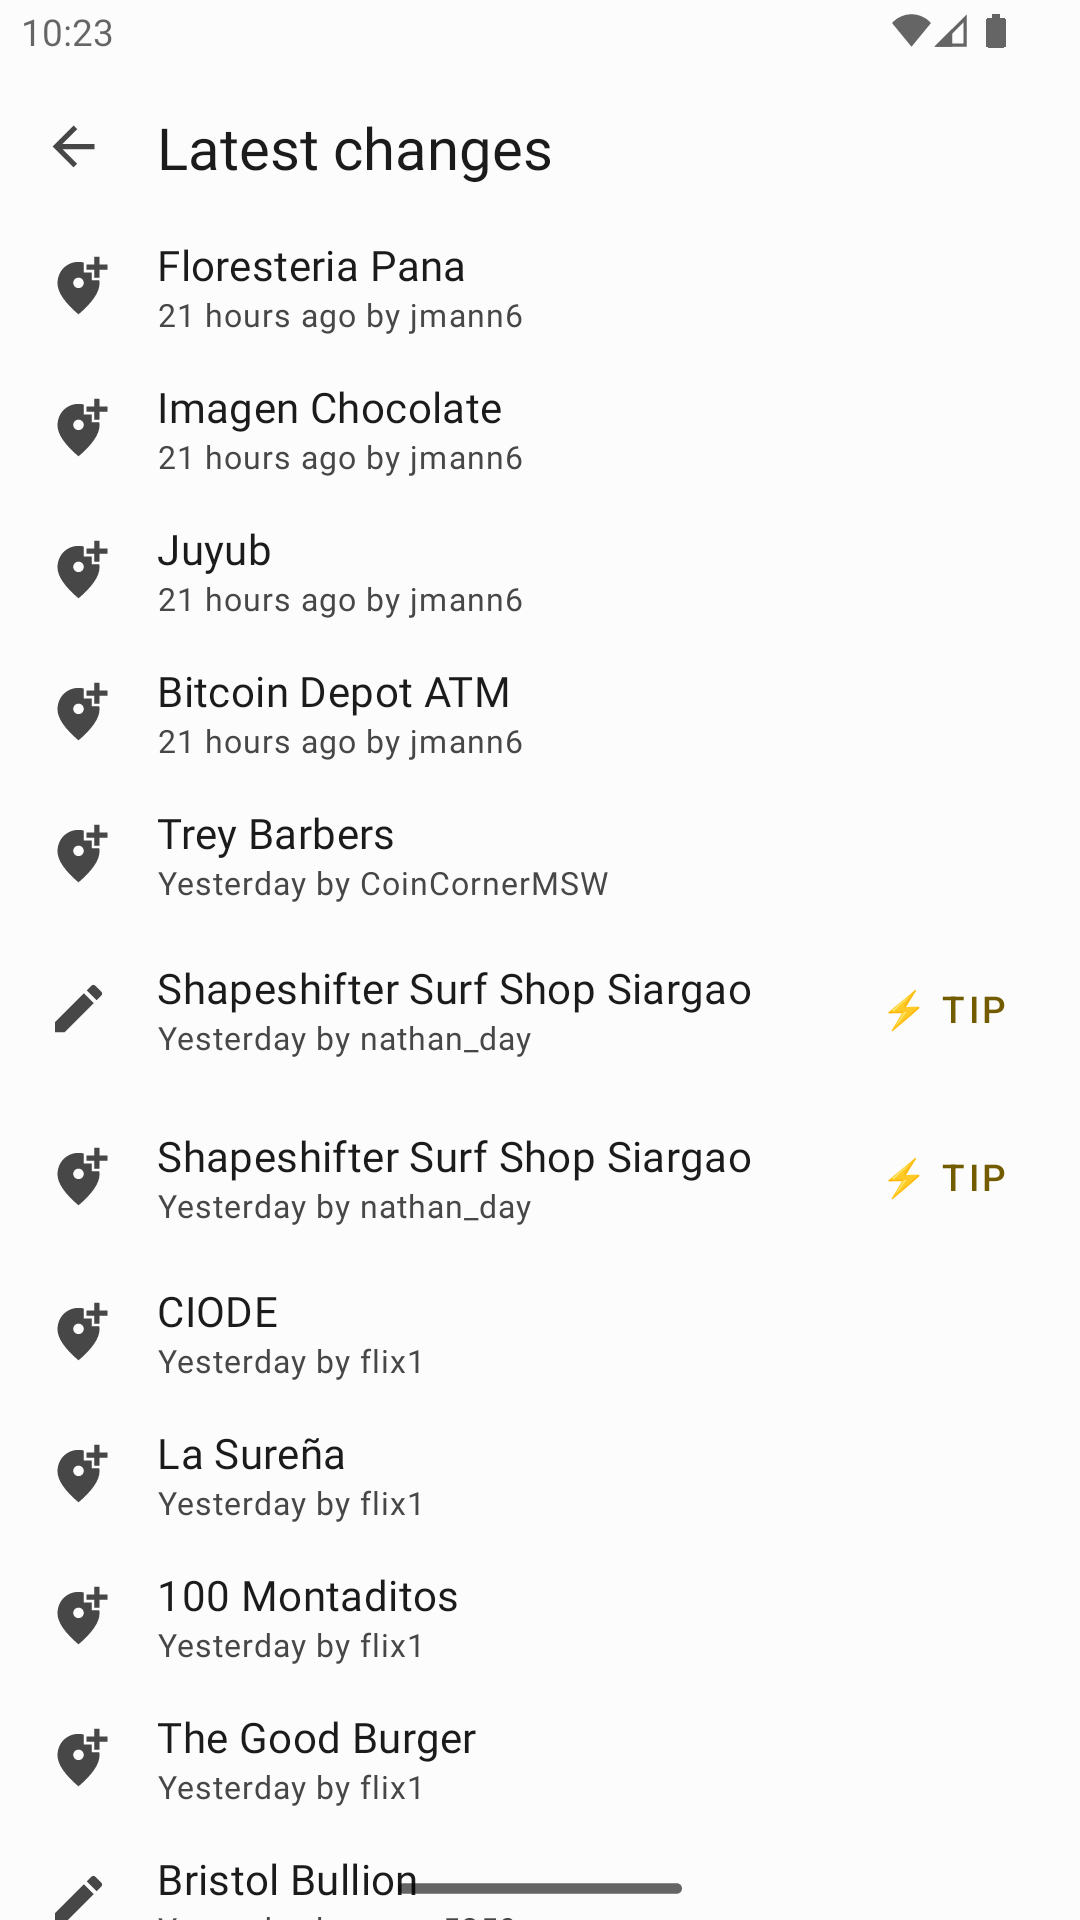 10:23
Latest changes
Floresteria Pana
21 hours ago by jmann6
Imagen Chocolate
21 hours ago by jmann6
Juyub
21 hours ago by jmann6
Bitcoin Depot ATM
21 hours ago by jmann6
Trey Barbers
Yesterday by CoinCornerMSW
Shapeshifter Surf Shop Siargao
Yesterday by nathan_day
⚡ TIP
Shapeshifter Surf Shop Siargao
Yesterday by nathan_day
⚡ TIP
CIODE
Yesterday by flix1
La Sureña
Yesterday by flix1
100 Montaditos
Yesterday by flix1
The Good Burger
Yesterday by flix1
Bristol Bullion